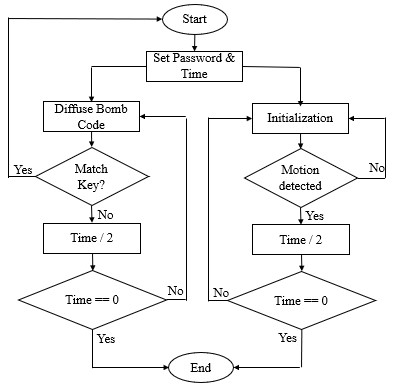 Start
Set Password &
Time
Diffuse Bomb
Code
Initialization
Yes
Match
Key?
Motion
detected
No
No
Yes
Time / 2
Time / 2
No
No
Time == 0
Time == 0
Yes
Yes
End